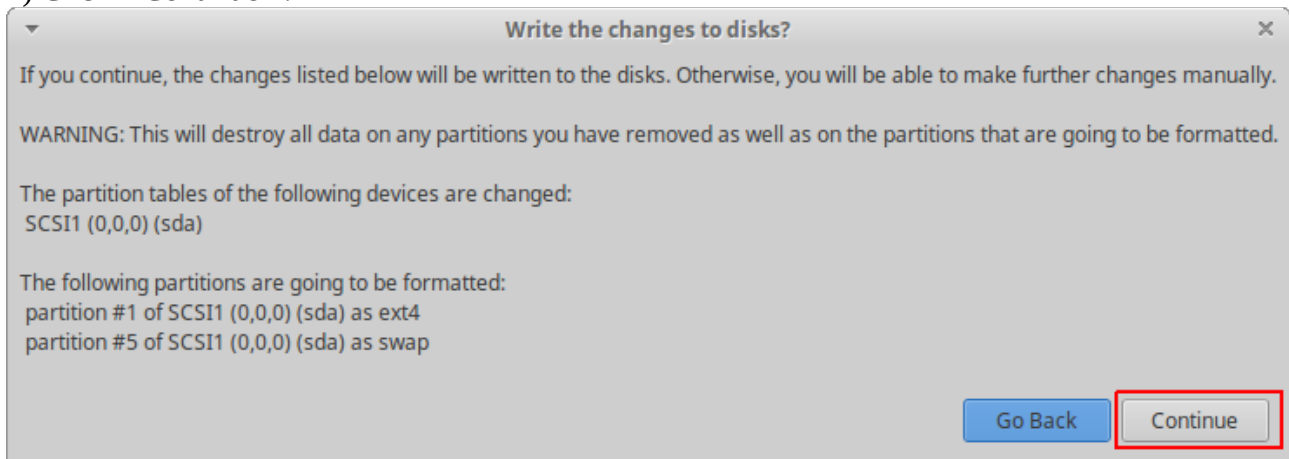 Write the changes to disks?
If you continue, the changes listed below will be written to the disks. Otherwise, you will be able to make further changes manually.
WARNING: This will destroy all data on any partitions you have removed as well as on the partitions that are going to be formatted.
The partition tables of the following devices are changed:
SCSI1 (0,0,0) (sda)
The following partitions are going to be formatted:
partition #1 of SCSI1 (0,0,0) (sda) as ext4
partition #5 of SCSI1 (0,0,0) (sda) as swap
Go Back Continue